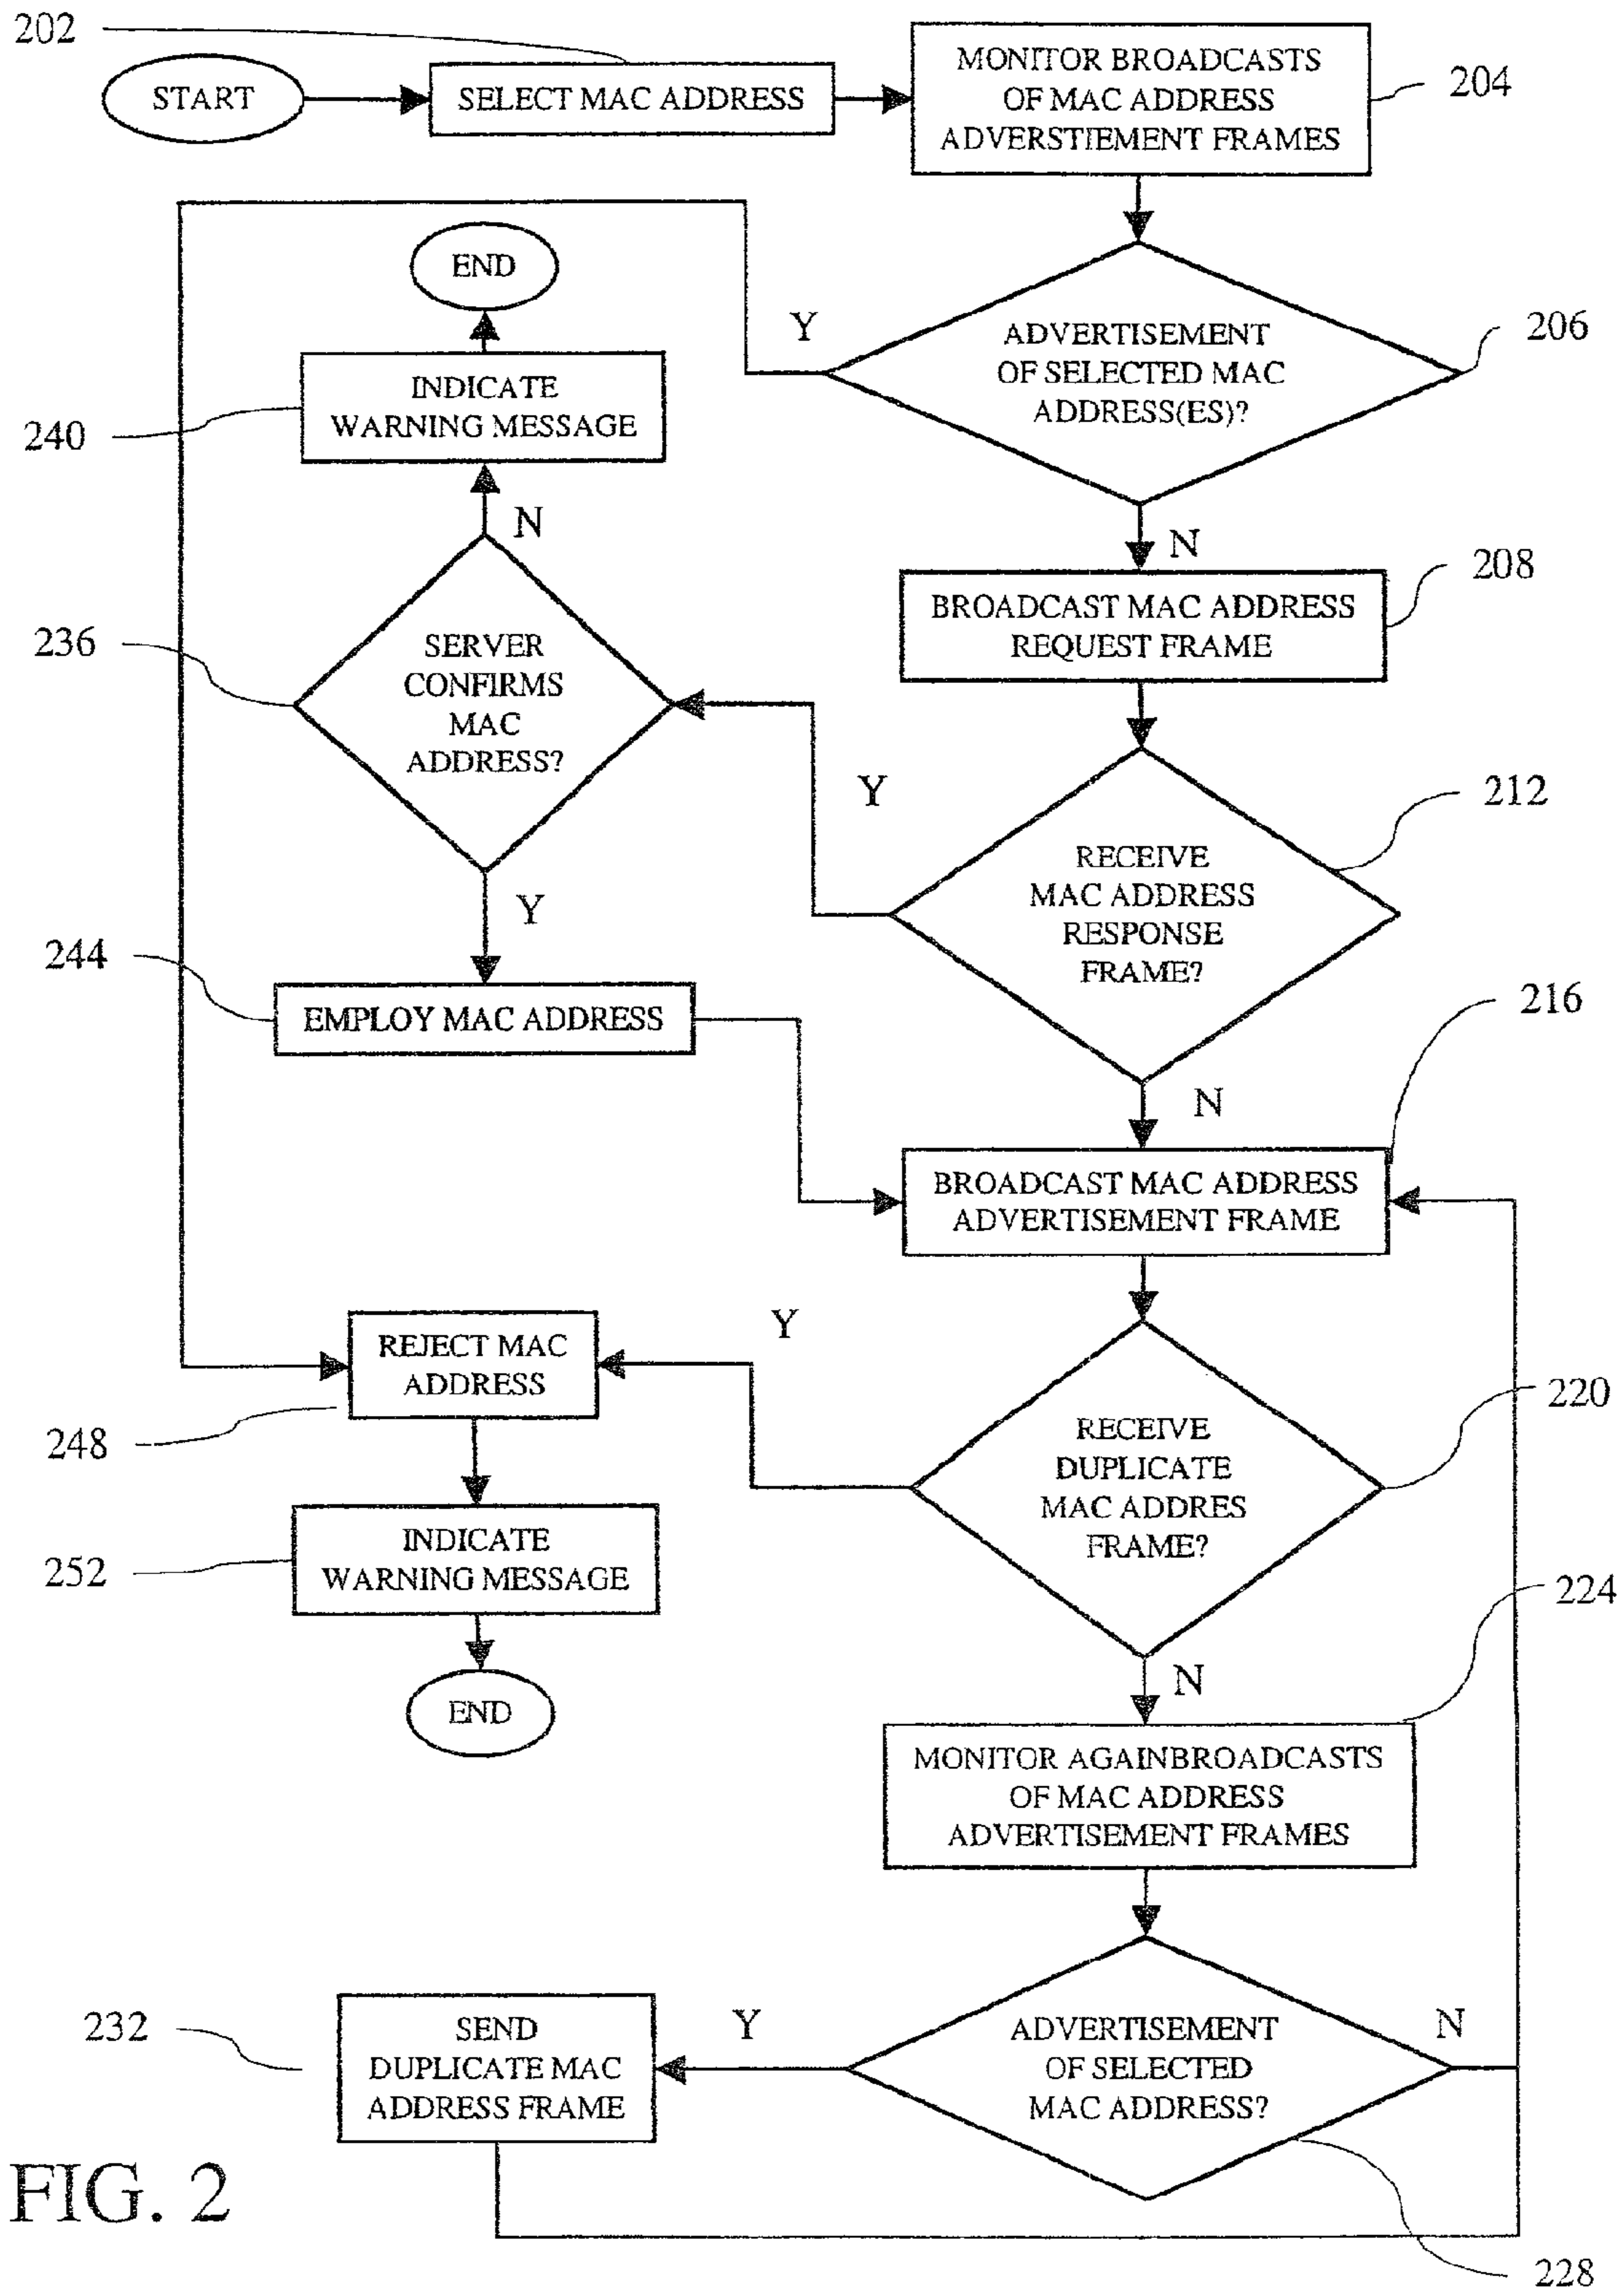 202
START
SELECT MAC ADDRESS
MONITOR BROADCASTS
OF MAC ADDRESS
ADVERSTIEMENT FRAMES
204
END
Y
ADVERTISEMENT
OF SELECTED MAC
ADDRESS(ES)?
206
INDICATE
WARNING MESSAGE
240
N
N
BROADCAST MAC ADDRESS
REQUEST FRAME
208
236
SERVER
CONFIRMS
MAC
ADDRESS?
Y
RECEIVE
MAC ADDRESS
RESPONSE
FRAME?
212
Y
244
EMPLOY MAC ADDRESS
216
N
BROADCAST MAC ADDRESS
ADVERTISEMENT FRAME
REJECT MAC
ADDRESS
248
Y
RECEIVE
DUPLICATE
MAC ADDRES
FRAME?
220
INDICATE
WARNING MESSAGE
252
END
N
224
MONITOR AGAINBROADCASTS
OF MAC ADDRESS
ADVERTISEMENT FRAMES
232
SEND
DUPLICATE MAC
ADDRESS FRAME
Y
ADVERTISEMENT
OF SELECTED
MAC ADDRESS?
N
FIG. 2
228